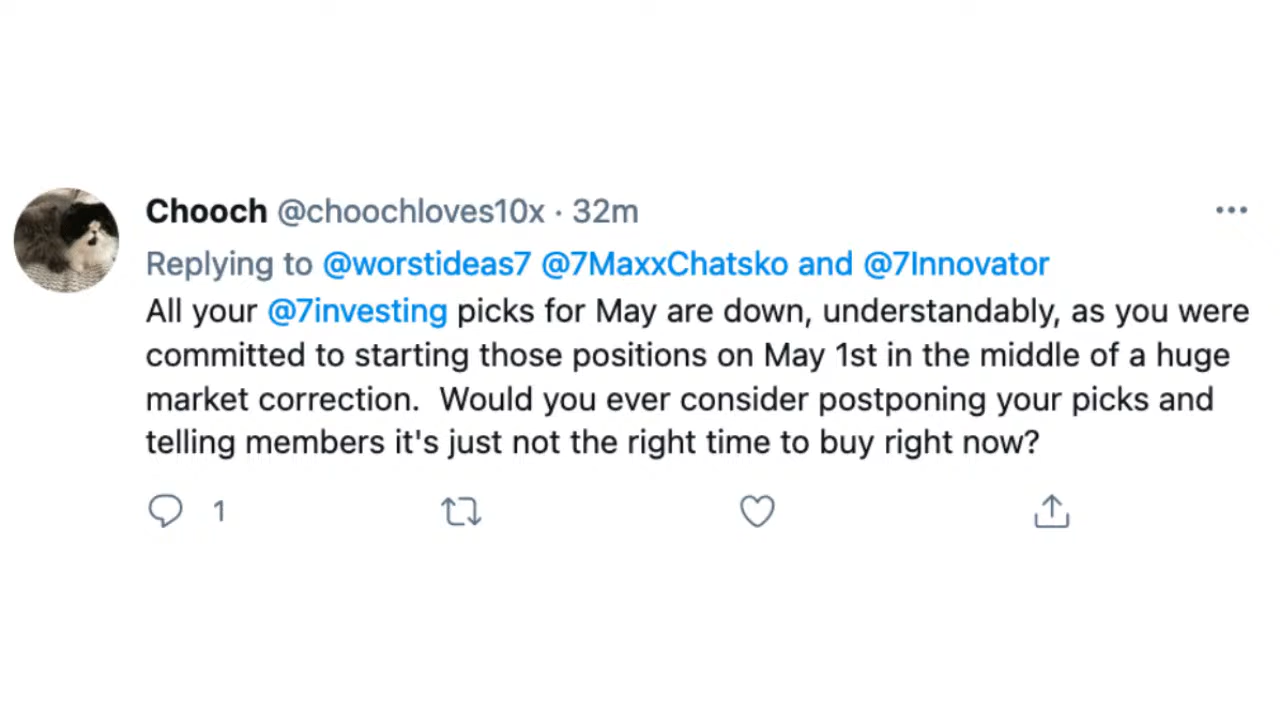 Chooch @choochloves10x · 32m
Replying to @worstideas7 @7MaxxChatsko and @7Innovator
All your @7investing picks for May are down, understandably, as you were
committed to starting those positions on May 1st in the middle of a huge
market correction.  Would you ever consider postponing your picks and
telling members it's just not the right time to buy right now?
1